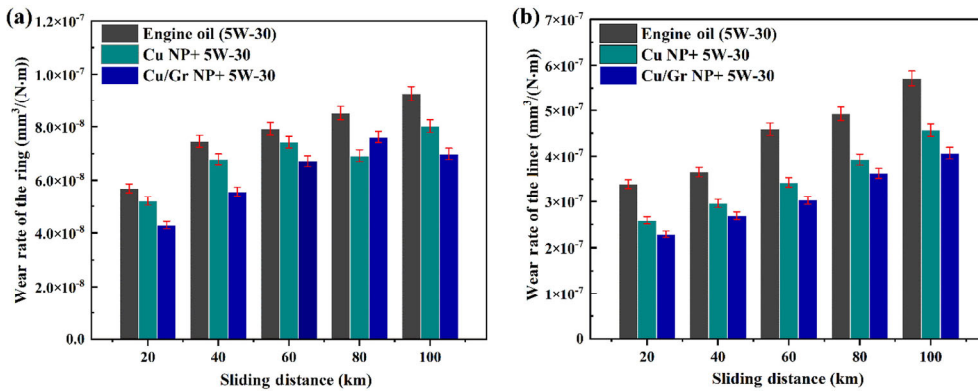 (a)
Engine oil (5W-30)
Cu NP+ 5W-30
Cu/Gr NP+ 5W-30
Wear rate of the ring (mm³/(N·m))
1.2×10⁻⁷
1.0×10⁻⁷
8.0×10⁻⁸
6.0×10⁻⁸
4.0×10⁻⁸
2.0×10⁻⁸
0.0
20 40 60 80 100
Sliding distance (km)
(b)
Engine oil (5W-30)
Cu NP+ 5W-30
Cu/Gr NP+ 5W-30
Wear rate of the liner (mm³/(N·m))
7×10⁻⁷
6×10⁻⁷
5×10⁻⁷
4×10⁻⁷
3×10⁻⁷
2×10⁻⁷
1×10⁻⁷
0
20 40 60 80 100
Sliding distance (km)